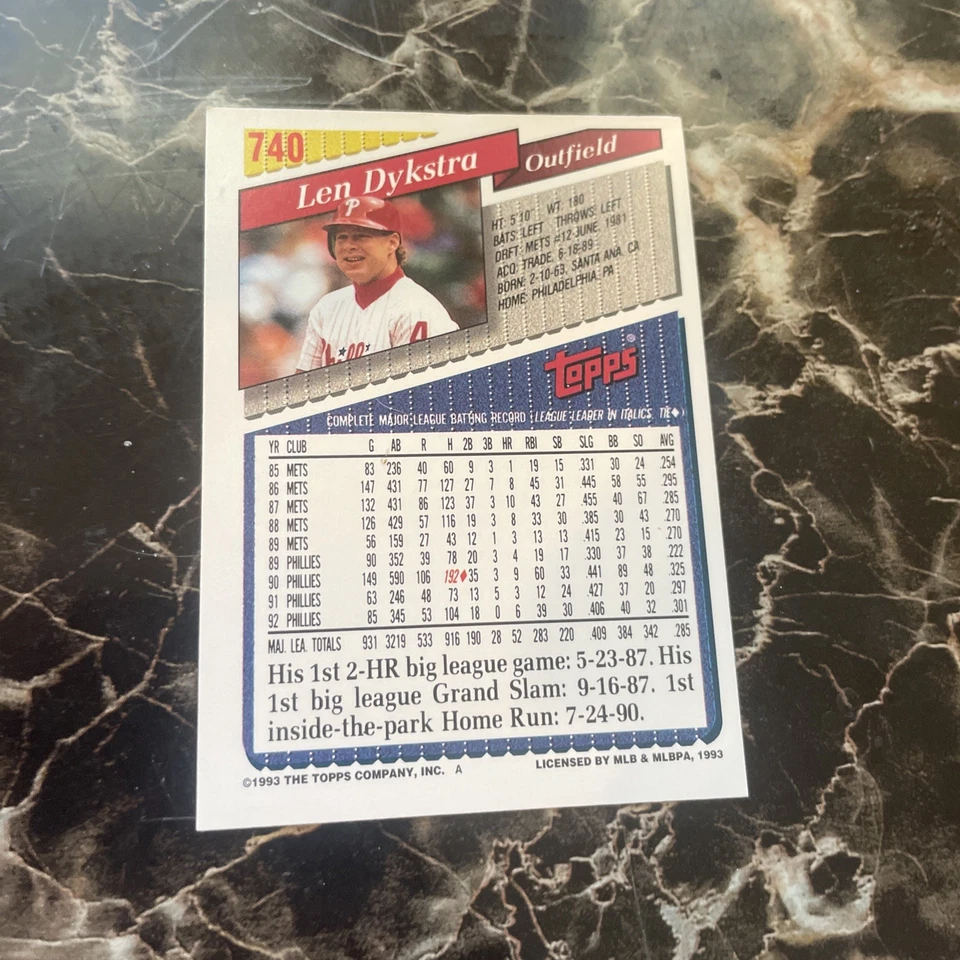 740
Len Dykstra
Outfield
P
HT: 5'10" WT: 180
BATS: LEFT THROWS: LEFT
DRFT: METS #12-JUNE, 1981
ACQ: TRADE, 6-18-89
BORN: 2-10-63, SANTA ANA, CA
HOME: PHILADELPHIA, PA
TOPPS®
COMPLETE MAJOR LEAGUE BATTING RECORD (LEAGUE LEADER IN ITALICS, TIE♦)
YR CLUB G AB R H 2B 3B HR RBI SB SLG BB SO AVG
85 METS 83 236 40 60 9 3 1 19 15 .331 30 24 .254
86 METS 147 431 77 127 27 7 8 45 31 .445 58 55 .295
87 METS 132 431 86 123 37 3 10 43 27 .455 40 67 .285
88 METS 126 429 57 116 19 3 8 33 30 .385 30 43 .270
89 METS 56 159 27 43 12 1 3 13 13 .415 23 15 .270
89 PHILLIES 90 352 39 78 20 3 4 19 17 .330 37 38 .222
90 PHILLIES 149 590 106 192♦ 35 3 9 60 33 .441 89 48 .325
91 PHILLIES 63 246 48 73 13 5 3 12 24 .427 37 20 .297
92 PHILLIES 85 345 53 104 18 0 6 39 30 .406 40 32 .301
MAJ. LEA. TOTALS 931 3219 533 916 190 28 52 283 220 .409 384 342 .285
His 1st 2-HR big league game: 5-23-87. His
1st big league Grand Slam: 9-16-87. 1st
inside-the-park Home Run: 7-24-90.
©1993 THE TOPPS COMPANY, INC. A
LICENSED BY MLB & MLBPA, 1993